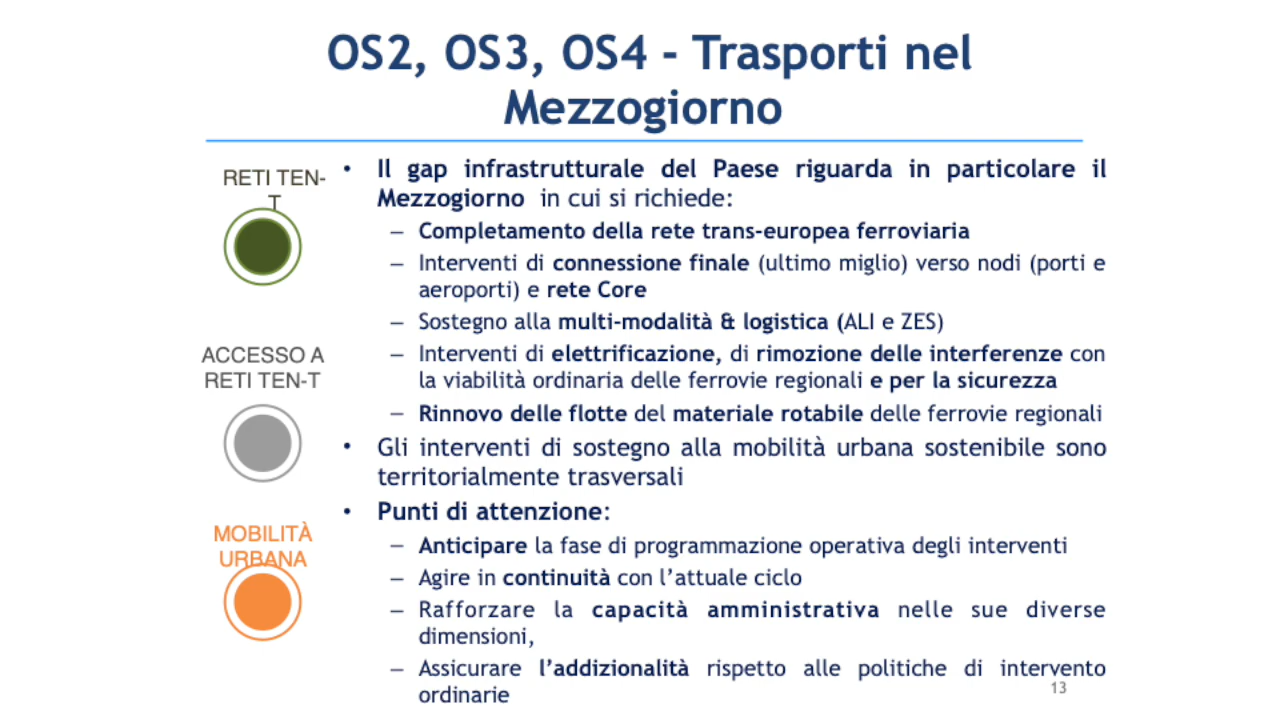 OS2, OS3, OS4 - Trasporti nel
Mezzogiorno
RETI TEN-
T
ACCESSO A
RETI TEN-T
MOBILITÀ
URBANA
• Il gap infrastrutturale del Paese riguarda in particolare il
Mezzogiorno in cui si richiede:
– Completamento della rete trans-europea ferroviaria
– Interventi di connessione finale (ultimo miglio) verso nodi (porti e
aeroporti) e rete Core
– Sostegno alla multi-modalità & logistica (ALI e ZES)
– Interventi di elettrificazione, di rimozione delle interferenze con
la viabilità ordinaria delle ferrovie regionali e per la sicurezza
– Rinnovo delle flotte del materiale rotabile delle ferrovie regionali
• Gli interventi di sostegno alla mobilità urbana sostenibile sono
territorialmente trasversali
• Punti di attenzione:
– Anticipare la fase di programmazione operativa degli interventi
– Agire in continuità con l'attuale ciclo
– Rafforzare la capacità amministrativa nelle sue diverse
dimensioni,
– Assicurare l'addizionalità rispetto alle politiche di intervento
ordinarie
13